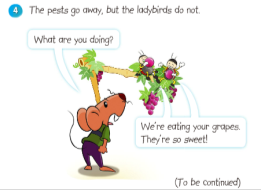 4 The pests go away, but the ladybirds do not.
What are you doing?
We're eating your grapes.
They're so sweet!
(To be continued)